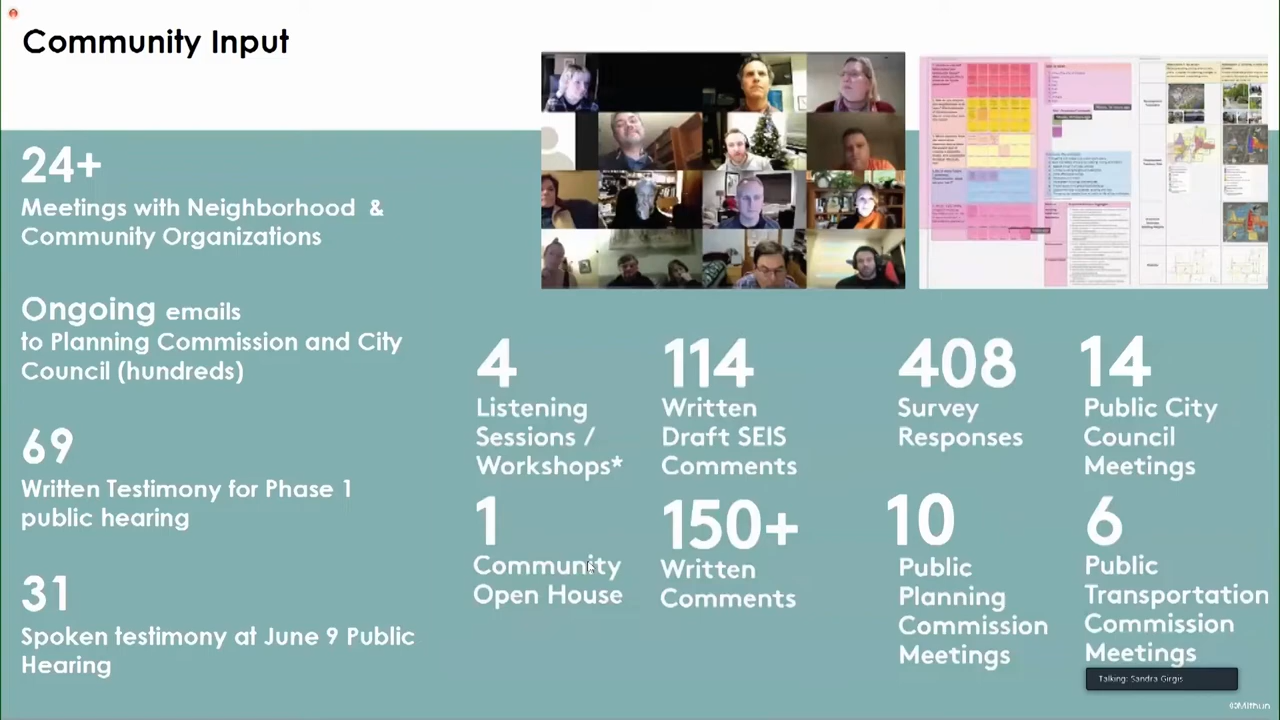 Community Input
24+
Meetings with Neighborhood &
Community Organizations
Ongoing emails
to Planning Commission and City
Council (hundreds)
69
Written Testimony for Phase 1
public hearing
31
Spoken testimony at June 9 Public
Hearing
4
Listening
Sessions /
Workshops*
114
Written
Draft SEIS
Comments
408
Survey
Responses
14
Public City
Council
Meetings
1
Community
Open House
150+
Written
Comments
10
Public
Planning
Commission
Meetings
6
Public
Transportation
Commission
Meetings
Talking: Sandra Girgis
©Mithun